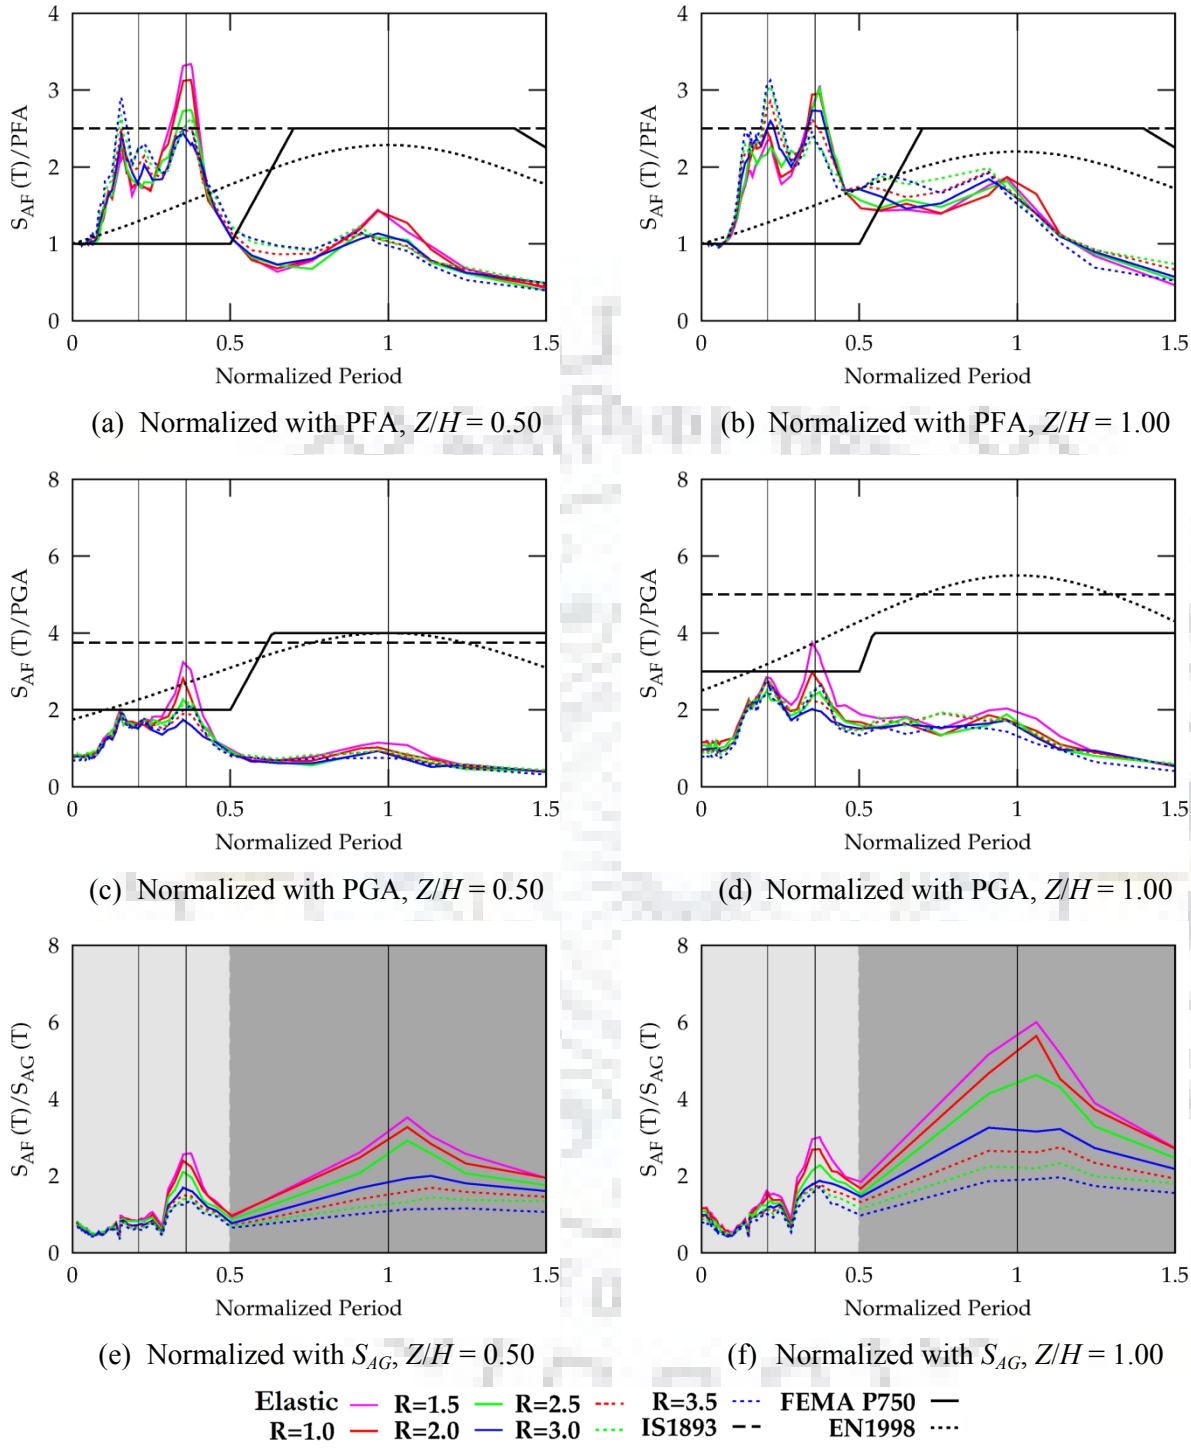 4 4
3 3
2.5 2.5
2 2
1 1
0 0
S_AF (T)/PFA S_AF (T)/PFA
0 0.5 1 1.5 0 0.5 1 1.5
Normalized Period Normalized Period
(a) Normalized with PFA, Z/H = 0.50 (b) Normalized with PFA, Z/H = 1.00
8 8
6 6
4 4
2 2
0 0
S_AF (T)/PGA S_AF (T)/PGA
0 0.5 1 1.5 0 0.5 1 1.5
Normalized Period Normalized Period
(c) Normalized with PGA, Z/H = 0.50 (d) Normalized with PGA, Z/H = 1.00
8 8
6 6
4 4
2 2
0 0
S_AF (T)/S_AG (T) S_AF (T)/S_AG (T)
0 0.5 1 1.5 0 0.5 1 1.5
Normalized Period Normalized Period
(e) Normalized with S_AG, Z/H = 0.50 (f) Normalized with S_AG, Z/H = 1.00
Elastic R=1.5 R=2.5 R=3.5 FEMA P750
R=1.0 R=2.0 R=3.0 IS1893 EN1998